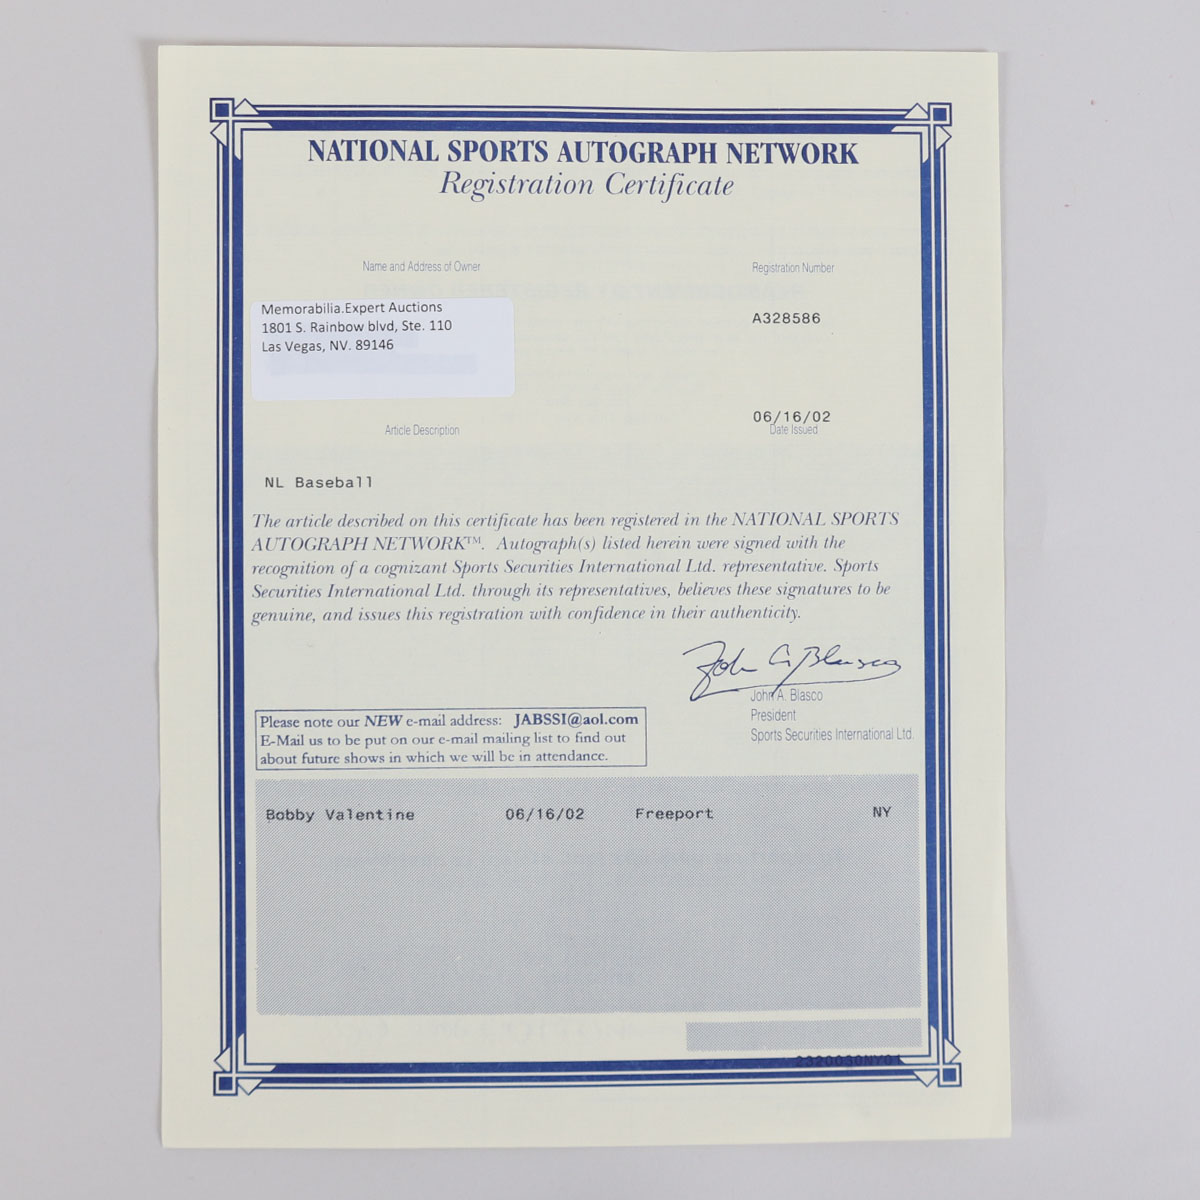 NATIONAL SPORTS AUTOGRAPH NETWORK
Registration Certificate
Name and Address of Owner
Registration Number
Memorabilia.Expert Auctions
1801 S. Rainbow blvd, Ste. 110
Las Vegas, NV. 89146
A328586
06/16/02
Date Issued
Article Description
NL Baseball
The article described on this certificate has been registered in the NATIONAL SPORTS
AUTOGRAPH NETWORK™. Autograph(s) listed herein were signed with the
recognition of a cognizant Sports Securities International Ltd. representative. Sports
Securities International Ltd. through its representatives, believes these signatures to be
genuine, and issues this registration with confidence in their authenticity.
John A. Blasco
John A. Blasco
President
Sports Securities International Ltd.
Please note our NEW e-mail address: JABSSI@aol.com
E-Mail us to be put on our e-mail mailing list to find out
about future shows in which we will be in attendance.
Bobby Valentine 06/16/02 Freeport NY